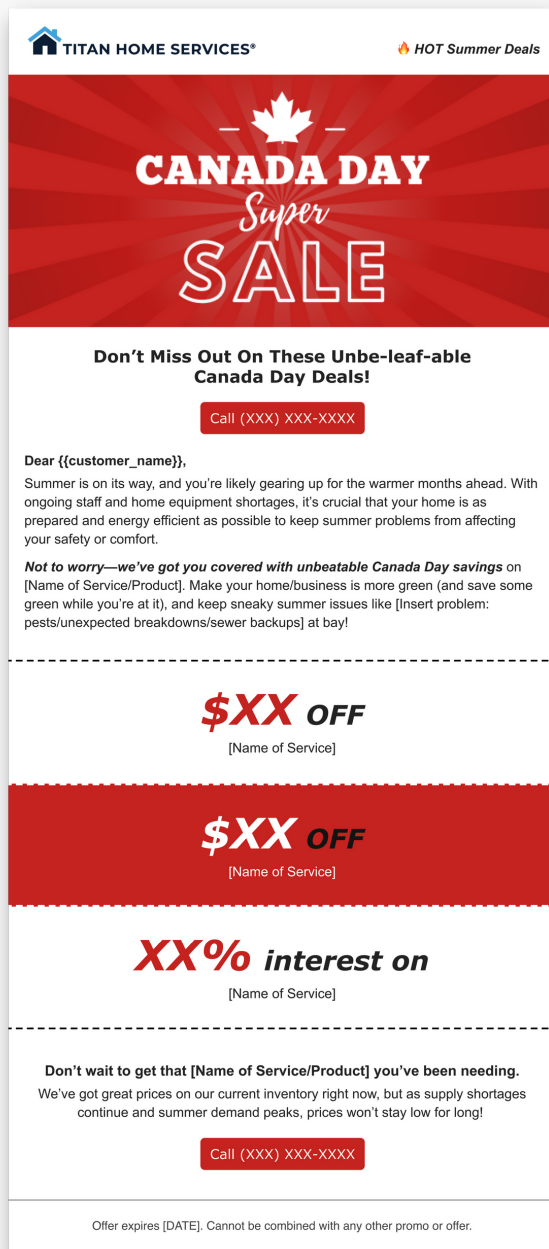 TITAN HOME SERVICES®
🔥 HOT Summer Deals
CANADA DAY
Super
SALE
Don’t Miss Out On These Unbe-leaf-able
Canada Day Deals!
Call (XXX) XXX-XXXX
Dear {{customer_name}},
Summer is on its way, and you’re likely gearing up for the warmer months ahead. With
ongoing staff and home equipment shortages, it’s crucial that your home is as
prepared and energy efficient as possible to keep summer problems from affecting
your safety or comfort.
Not to worry—we’ve got you covered with unbeatable Canada Day savings on
[Name of Service/Product]. Make your home/business is more green (and save some
green while you’re at it), and keep sneaky summer issues like [Insert problem:
pests/unexpected breakdowns/sewer backups] at bay!
$XX OFF
[Name of Service]
$XX OFF
[Name of Service]
XX% interest on
[Name of Service]
Don’t wait to get that [Name of Service/Product] you’ve been needing.
We’ve got great prices on our current inventory right now, but as supply shortages
continue and summer demand peaks, prices won’t stay low for long!
Call (XXX) XXX-XXXX
Offer expires [DATE]. Cannot be combined with any other promo or offer.